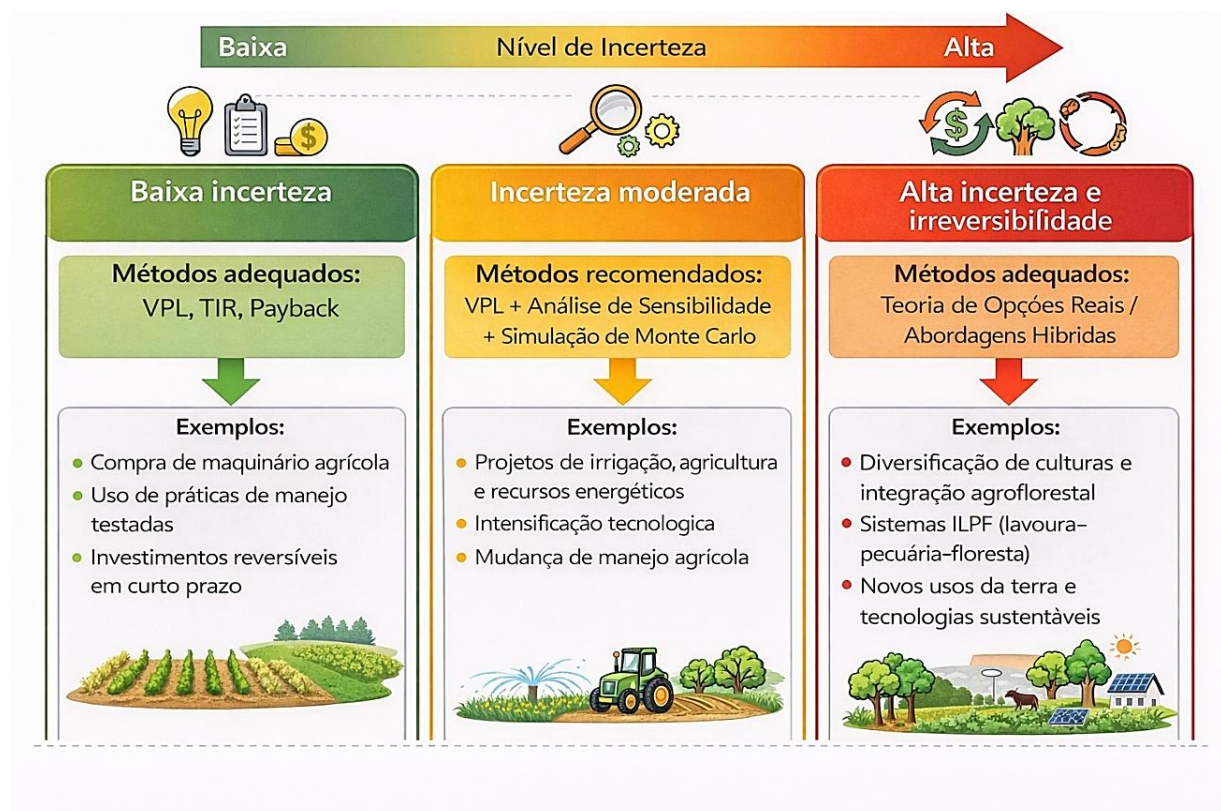 Baixa Nível de Incerteza Alta
Baixa incerteza
Métodos adequados:
VPL, TIR, Payback
Exemplos:
Compra de maquinário agrícola
Uso de práticas de manejo
testadas
Investimentos reversíveis
em curto prazo
Incerteza moderada
Métodos recomendados:
VPL + Análise de Sensibilidade
+ Simulação de Monte Carlo
Exemplos:
Projetos de irrigação, agricultura
e recursos energéticos
Intensificação tecnologica
Mudança de manejo agrícola
Alta incerteza e
irreversibilidade
Métodos adequados:
Teoria de Opções Reais /
Abordagens Hibridas
Exemplos:
Diversificação de culturas e
integração agroflorestal
Sistemas ILPF (lavoura–
pecuária–floresta)
Novos usos da terra e
tecnologias sustentàveis